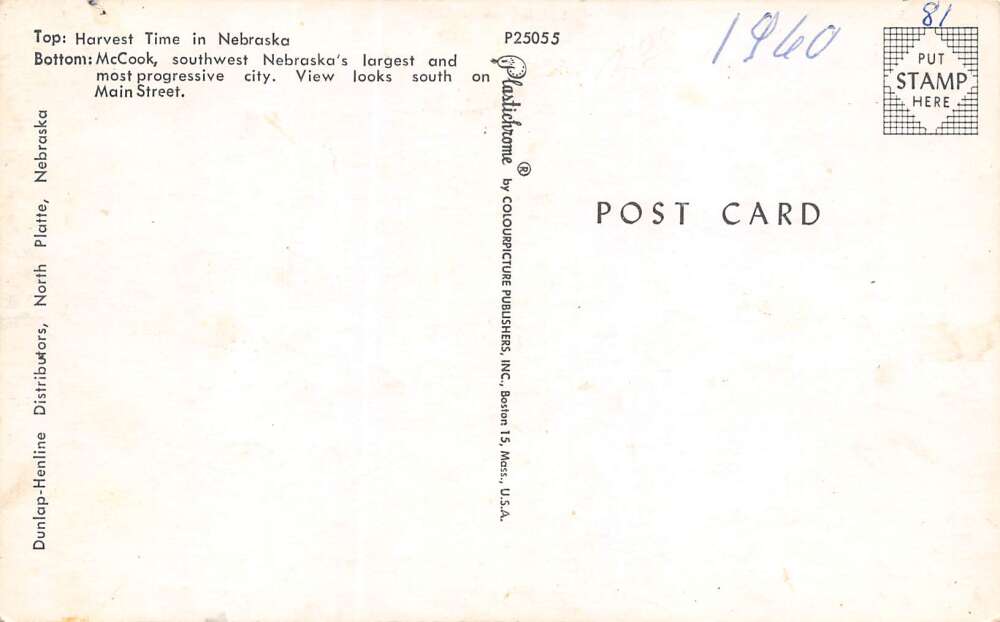 Top: Harvest Time in Nebraska
Bottom: McCook, southwest Nebraska's largest and
most progressive city. View looks south on
Main Street.
Dunlap-Henline Distributors, North Platte, Nebraska
P25055
Plastichrome ® by COLOURPICTURE PUBLISHERS, INC., Boston 15, Mass., U.S.A.
1960
81
PUT
STAMP
HERE
POST CARD